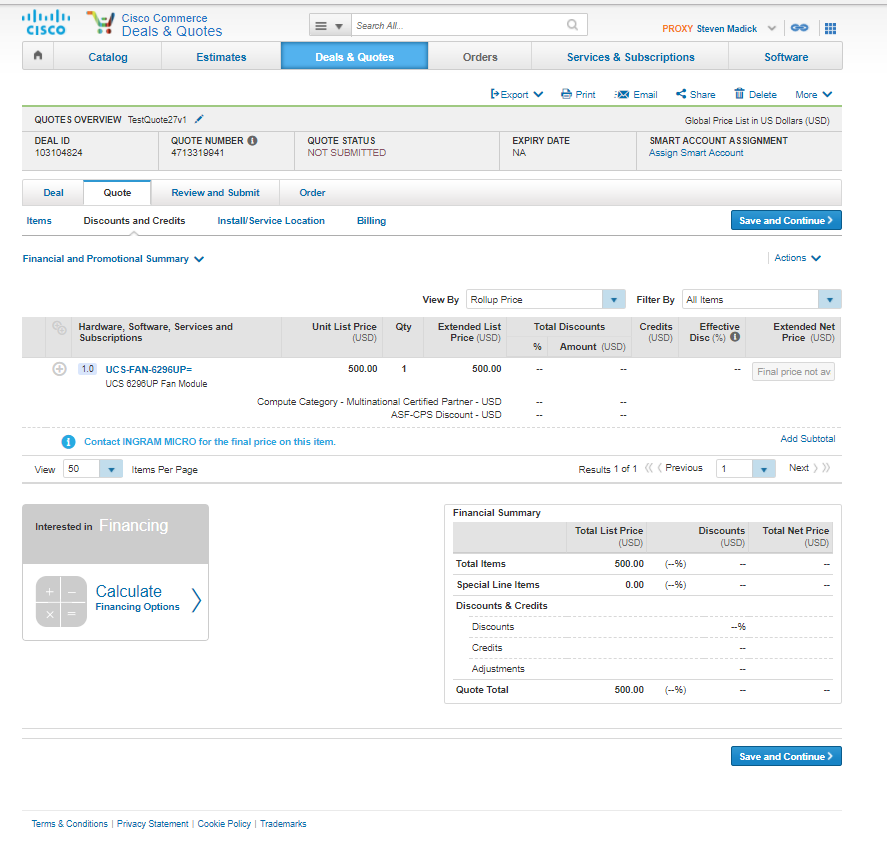 CISCO
Cisco Commerce
Deals & Quotes
Search All...
PROXY Steven Madick
Catalog Estimates Deals & Quotes Orders Services & Subscriptions Software
Export Print Email Share Delete More
QUOTES OVERVIEW TestQuote27v1 Global Price List in US Dollars (USD)
DEAL ID QUOTE NUMBER QUOTE STATUS EXPIRY DATE SMART ACCOUNT ASSIGNMENT
103104824 4713319941 NOT SUBMITTED NA Assign Smart Account
Deal Quote Review and Submit Order
Items Discounts and Credits Install/Service Location Billing Save and Continue
Financial and Promotional Summary Actions
View By Rollup Price Filter By All Items
Hardware, Software, Services and Unit List Price Qty Extended List Total Discounts Credits Effective Extended Net
Subscriptions (USD) Price (USD) % Amount (USD) (USD) Disc (%) Price (USD)
1.0 UCS-FAN-6296UP= 500.00 1 500.00 -- -- -- Final price not av
UCS 6296UP Fan Module
Compute Category - Multinational Certified Partner - USD -- --
ASF-CPS Discount - USD -- --
Contact INGRAM MICRO for the final price on this item. Add Subtotal
View 50 Items Per Page Results 1 of 1 Previous 1 Next
Interested in Financing
Calculate
Financing Options
Financial Summary
Total List Price Discounts Total Net Price
(USD) (USD) (USD)
Total Items 500.00 (--%) -- --
Special Line Items 0.00 (--%) -- --
Discounts & Credits
Discounts --%
Credits --
Adjustments --
Quote Total 500.00 (--%) -- --
Save and Continue
Terms & Conditions | Privacy Statement | Cookie Policy | Trademarks